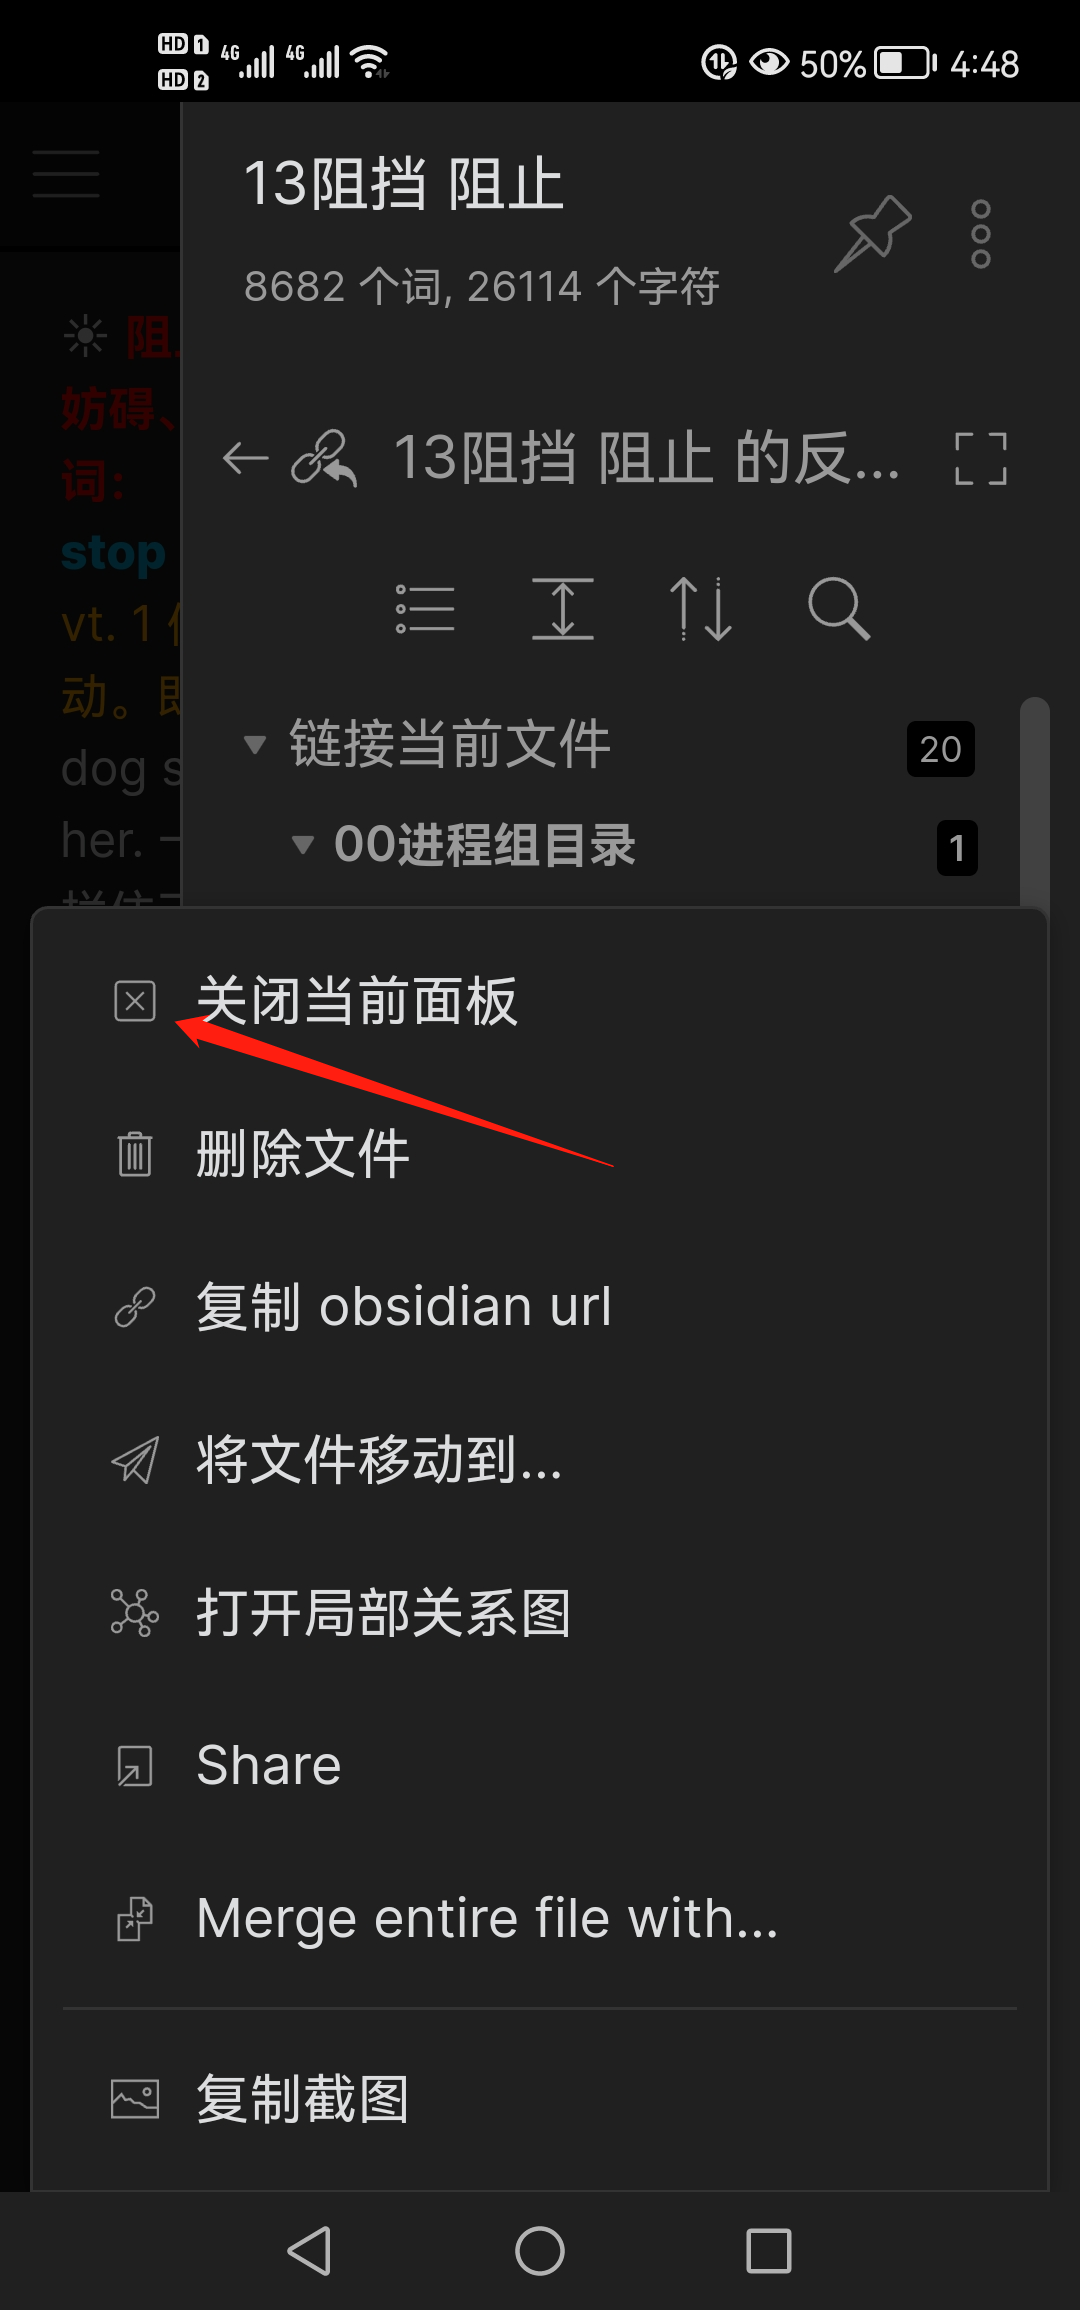 HD 1 4G 4G 50% 4:48
HD 2
13阻挡 阻止
8682 个词, 26114 个字符
阻
妨碍、
词:
stop
vt. 1
动。
dog s
her. –
13阻挡 阻止 的反...
链接当前文件 20
00进程组目录 1
关闭当前面板
删除文件
复制 obsidian url
将文件移动到...
打开局部关系图
Share
Merge entire file with...
复制截图